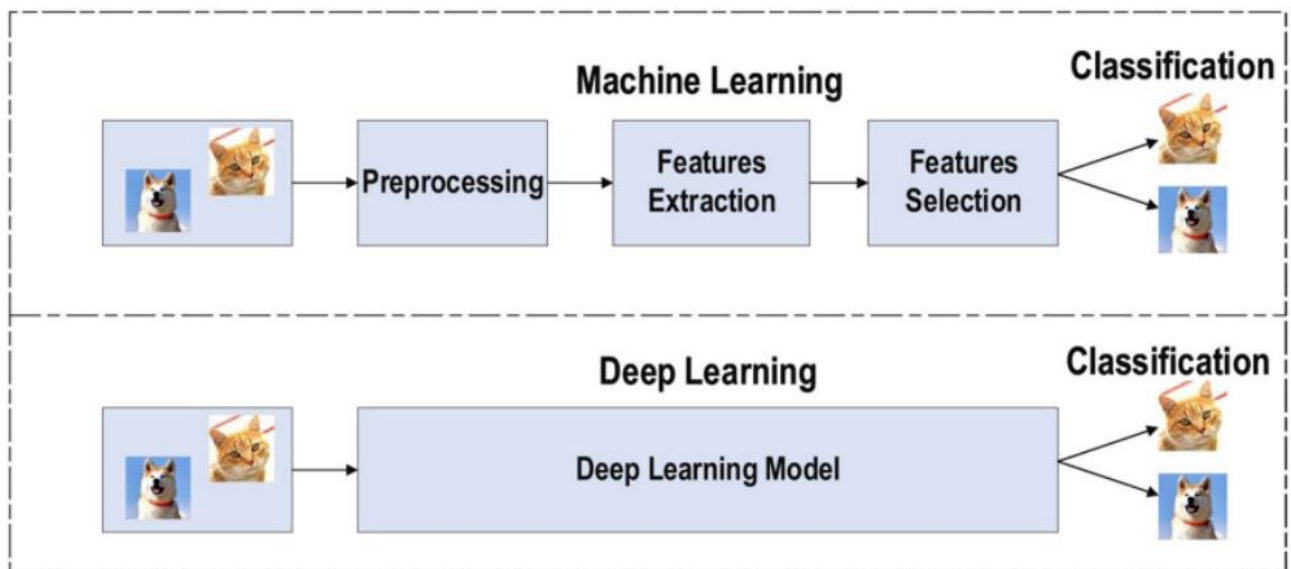 Machine Learning
Classification
Preprocessing
Features
Extraction
Features
Selection
Deep Learning
Classification
Deep Learning Model